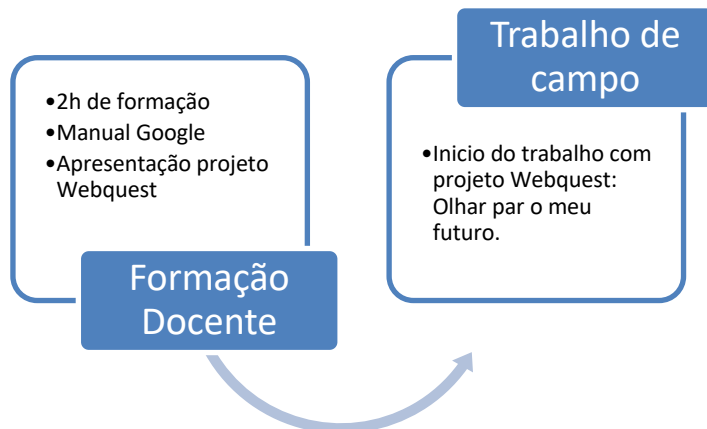 •2h de formação
•Manual Google
•Apresentação projeto
Webquest
Formação
Docente
Trabalho de
campo
•Inicio do trabalho com
projeto Webquest:
Olhar par o meu
futuro.